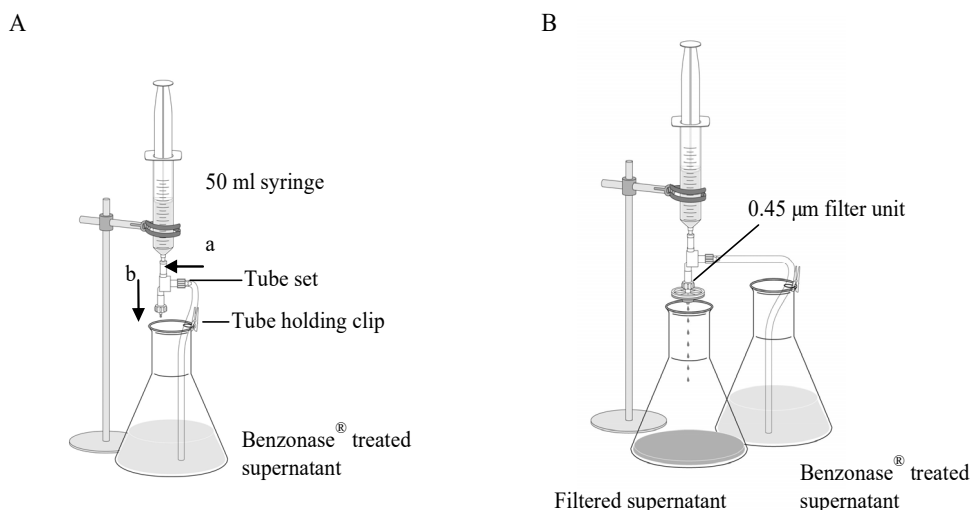 A
B
50 ml syringe
a
b
Tube set
Tube holding clip
Benzonase® treated
supernatant
0.45 μm filter unit
Filtered supernatant
Benzonase® treated
supernatant